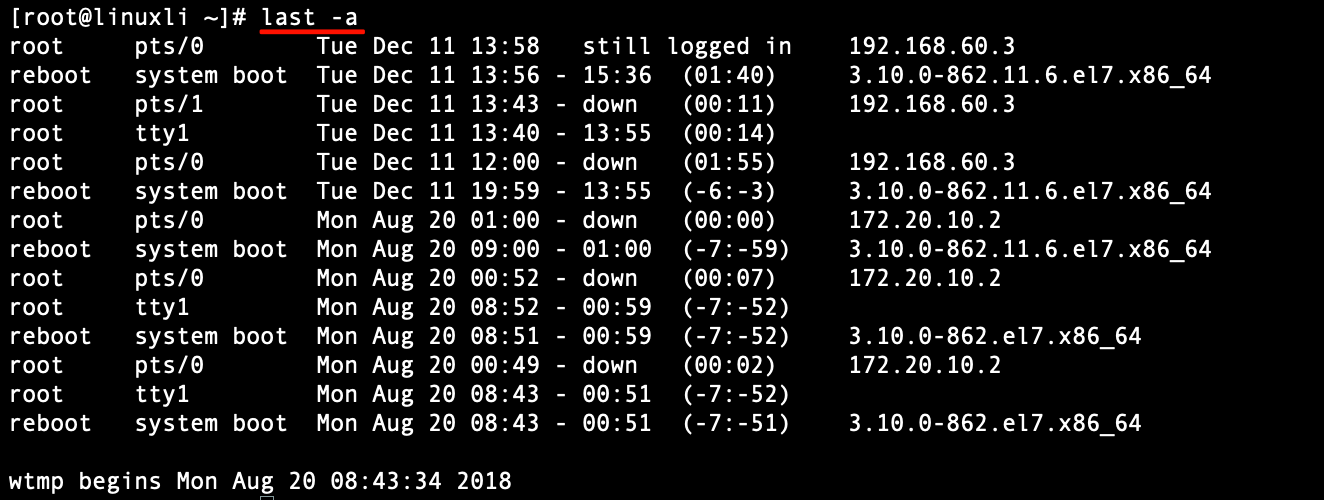 [root@linuxli ~]# last -a
root     pts/0        Tue Dec 11 13:58   still logged in    192.168.60.3
reboot   system boot  Tue Dec 11 13:56 - 15:36  (01:40)     3.10.0-862.11.6.el7.x86_64
root     pts/1        Tue Dec 11 13:43 - down   (00:11)     192.168.60.3
root     tty1         Tue Dec 11 13:40 - 13:55  (00:14)
root     pts/0        Tue Dec 11 12:00 - down   (01:55)     192.168.60.3
reboot   system boot  Tue Dec 11 19:59 - 13:55  (-6:-3)     3.10.0-862.11.6.el7.x86_64
root     pts/0        Mon Aug 20 01:00 - down   (00:00)     172.20.10.2
reboot   system boot  Mon Aug 20 09:00 - 01:00  (-7:-59)    3.10.0-862.11.6.el7.x86_64
root     pts/0        Mon Aug 20 00:52 - down   (00:07)     172.20.10.2
root     tty1         Mon Aug 20 08:52 - 00:59  (-7:-52)
reboot   system boot  Mon Aug 20 08:51 - 00:59  (-7:-52)    3.10.0-862.el7.x86_64
root     pts/0        Mon Aug 20 00:49 - down   (00:02)     172.20.10.2
root     tty1         Mon Aug 20 08:43 - 00:51  (-7:-52)
reboot   system boot  Mon Aug 20 08:43 - 00:51  (-7:-51)    3.10.0-862.el7.x86_64
wtmp begins Mon Aug 20 08:43:34 2018